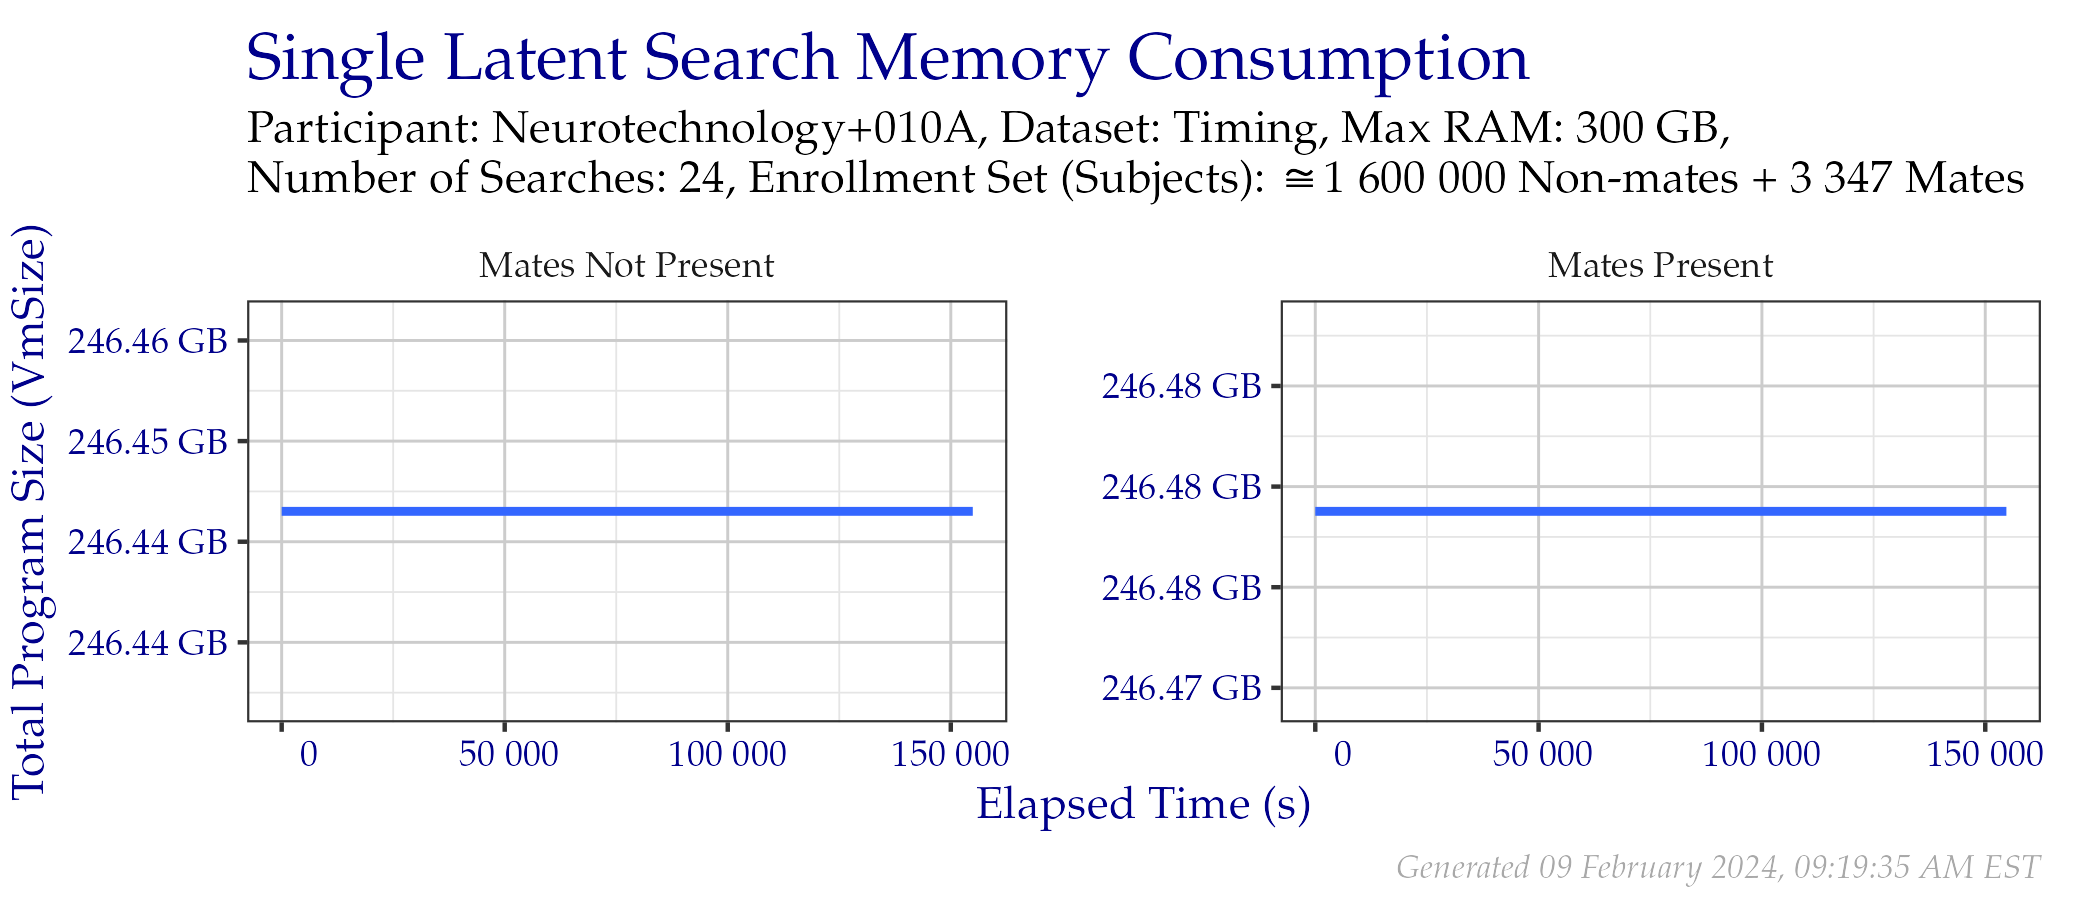 Single Latent Search Memory Consumption
Participant: Neurotechnology+010A, Dataset: Timing, Max RAM: 300 GB,
Number of Searches: 24, Enrollment Set (Subjects): ≅ 1 600 000 Non-mates + 3 347 Mates
Total Program Size (VmSize)
Mates Not Present
246.46 GB
246.45 GB
246.44 GB
246.44 GB
0 50 000 100 000 150 000
Mates Present
246.48 GB
246.48 GB
246.48 GB
246.47 GB
0 50 000 100 000 150 000
Elapsed Time (s)
Generated 09 February 2024, 09:19:35 AM EST